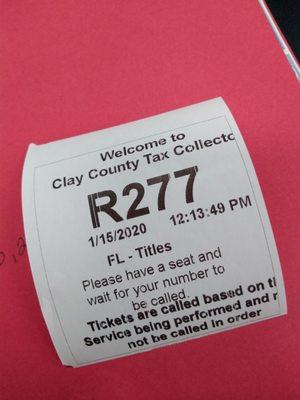 Welcome to
Clay County Tax Collecto
R277
1/15/2020 12:13:49 PM
FL - Titles
Please have a seat and
wait for your number to
be called.
Tickets are called based on
Service being performed and
not be called in order